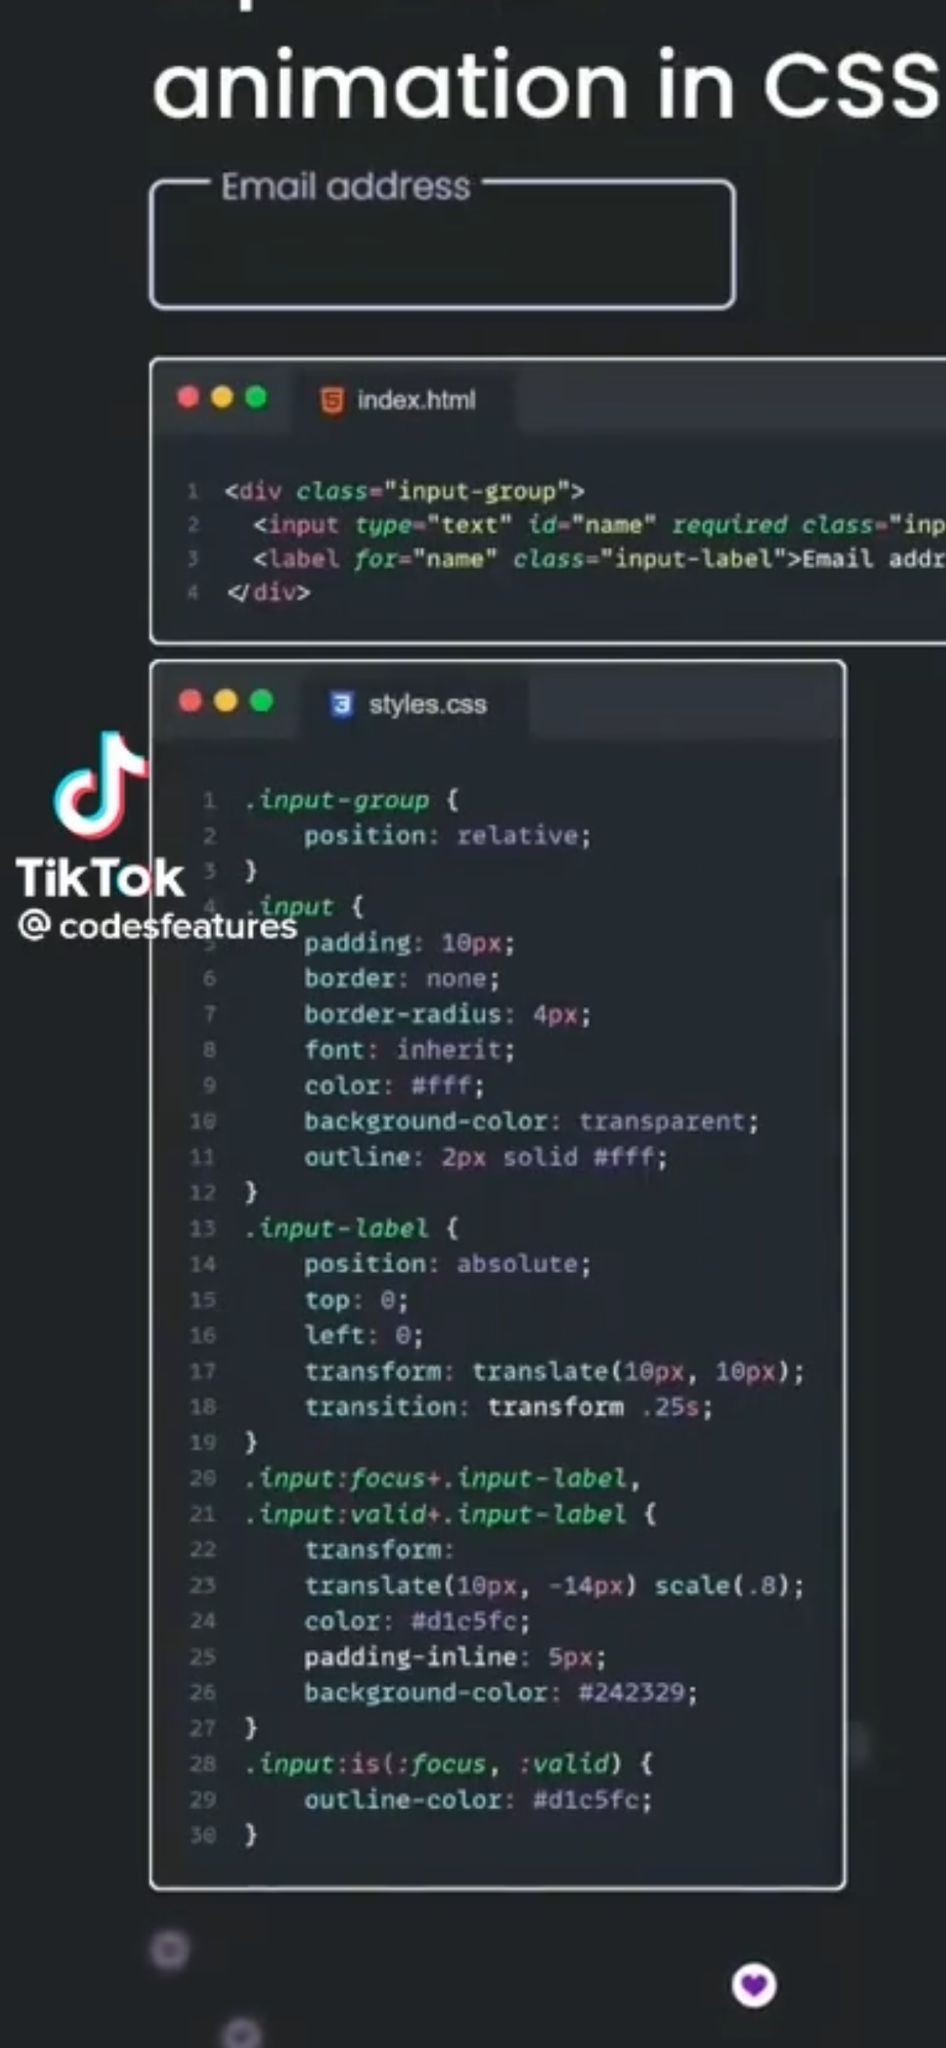 animation in CSS
Email address
index.html
1 <div class="input-group">
2 <input type="text" id="name" required class="inp
3 <label for="name" class="input-label">Email addr
4 </div>
styles.css
1 .input-group {
2 position: relative;
3 }
4 .input {
5 padding: 10px;
6 border: none;
7 border-radius: 4px;
8 font: inherit;
9 color: #fff;
10 background-color: transparent;
11 outline: 2px solid #fff;
12 }
13 .input-label {
14 position: absolute;
15 top: 0;
16 left: 0;
17 transform: translate(10px, 10px);
18 transition: transform .25s;
19 }
20 .input:focus+.input-label,
21 .input:valid+.input-label {
22 transform:
23 translate(10px, -14px) scale(.8);
24 color: #d1c5fc;
25 padding-inline: 5px;
26 background-color: #242329;
27 }
28 .input:is(:focus, :valid) {
29 outline-color: #d1c5fc;
30 }
TikTok
@codesfeatures